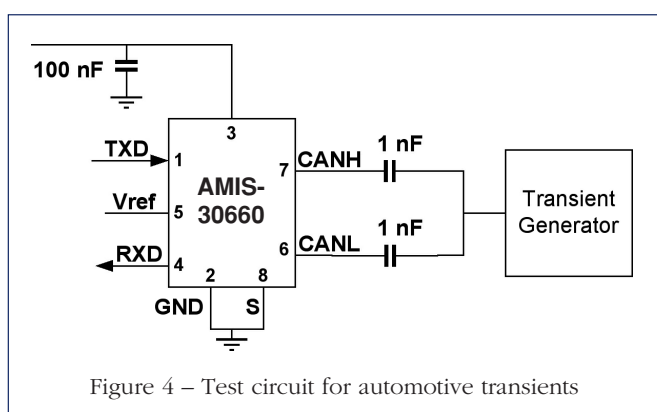 100 nF
3
TXD
1
AMIS-
30660
7
CANH
1 nF
Transient
Generator
Vref
5
RXD
4
6
CANL
1 nF
2
8
GND
S
Figure 4 – Test circuit for automotive transients